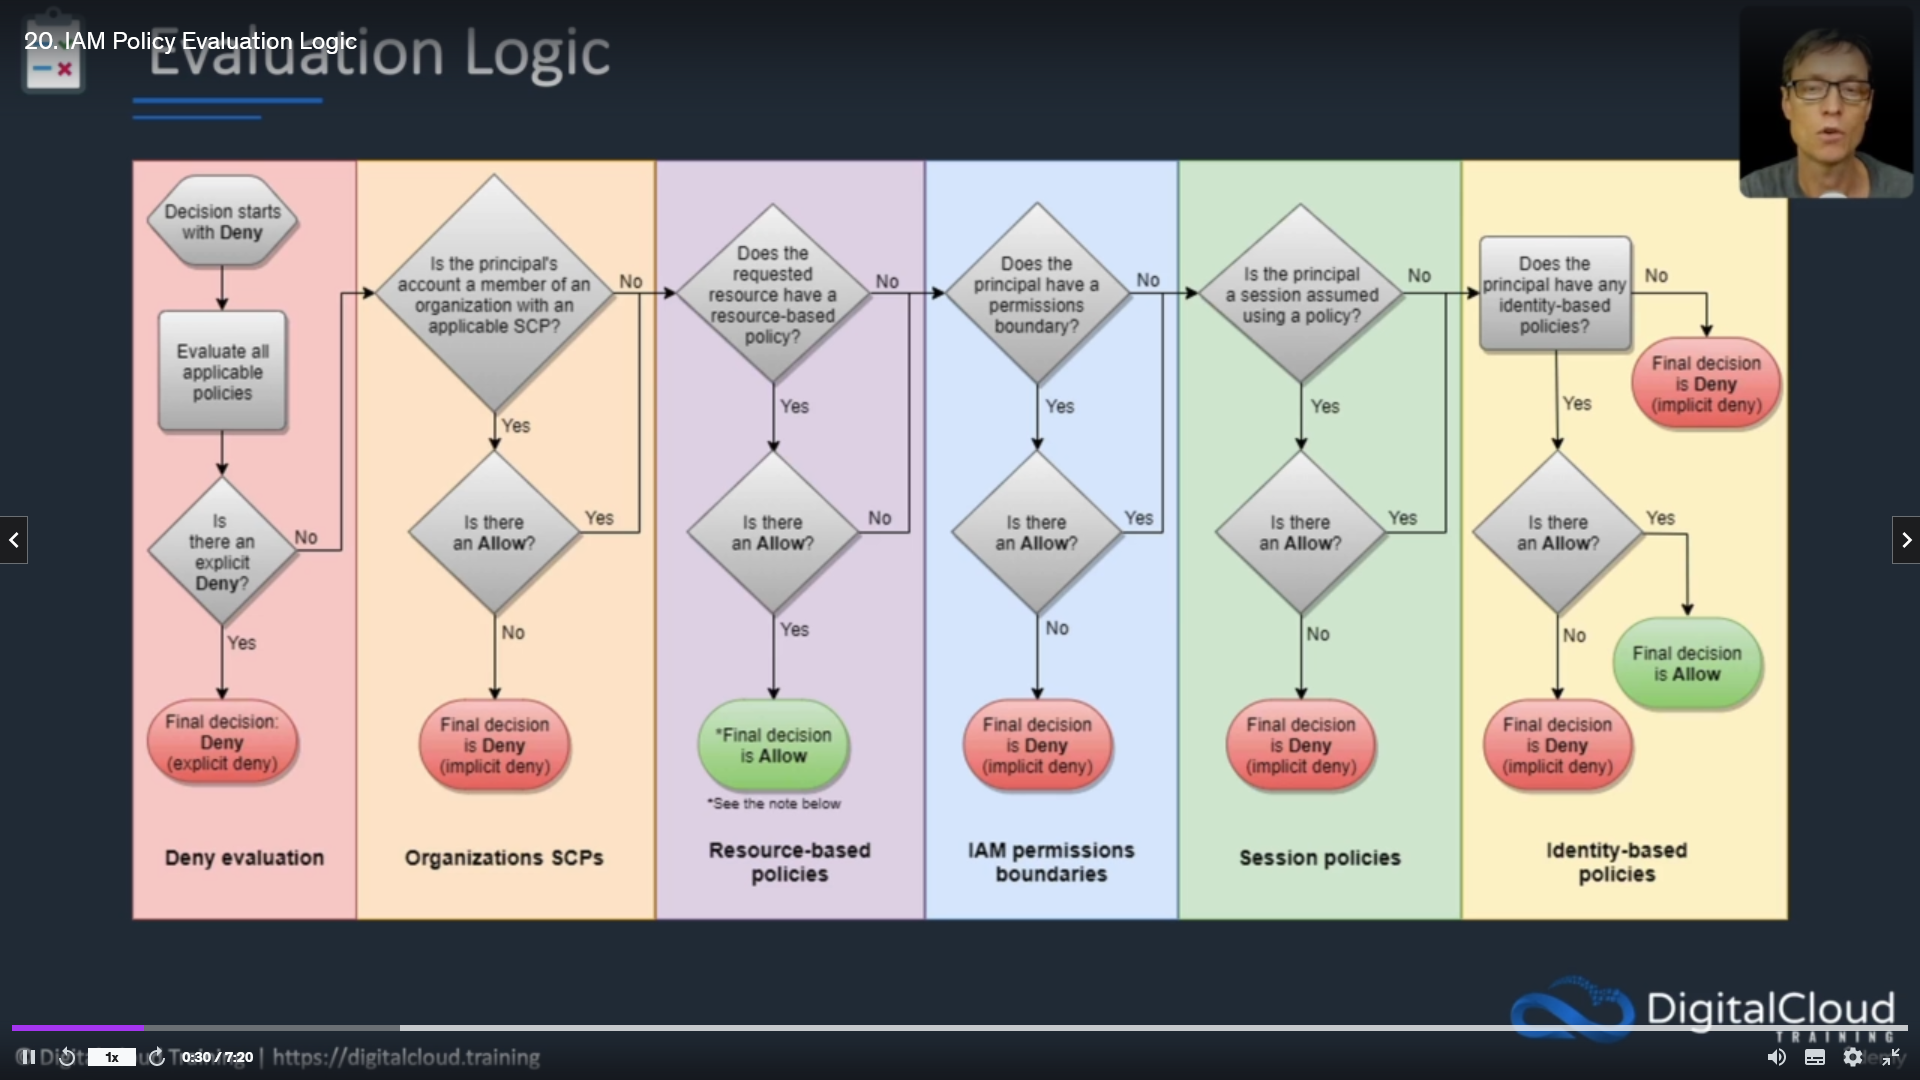 20. IAM Policy Evaluation Logic
Evaluation Logic
Decision starts
with Deny
Evaluate all
applicable
policies
Is
there an
explicit
Deny?
No
Yes
Final decision:
Deny
(explicit deny)
Deny evaluation
Is the principal's
account a member of an
organization with an
applicable SCP?
No
Yes
Is there
an Allow?
Yes
No
Final decision
is Deny
(implicit deny)
Organizations SCPs
Does the
requested
resource have a
resource-based
policy?
No
Yes
Is there
an Allow?
No
Yes
*Final decision
is Allow
*See the note below
Resource-based
policies
Does the
principal have a
permissions
boundary?
No
Yes
Is there
an Allow?
Yes
No
Final decision
is Deny
(implicit deny)
IAM permissions
boundaries
Is the principal
a session assumed
using a policy?
No
Yes
Is there
an Allow?
Yes
No
Final decision
is Deny
(implicit deny)
Session policies
Does the
principal have any
identity-based
policies?
No
Final decision
is Deny
(implicit deny)
Yes
Is there
an Allow?
Yes
Final decision
is Allow
No
Final decision
is Deny
(implicit deny)
Identity-based
policies
DigitalCloud
TRAINING
1x
0:30 / 7:20
© Digital Cloud Training | https://digitalcloud.training